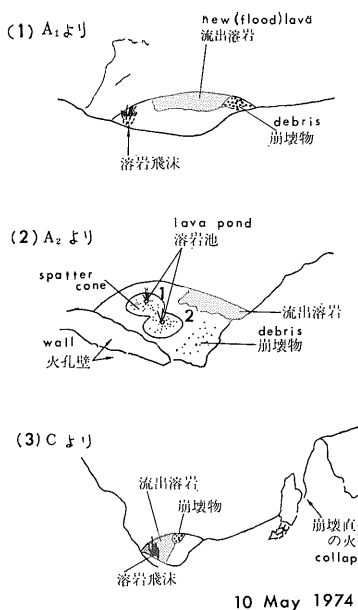 (1) A₁より
new(flood)lava
流出溶岩
debris
崩壊物
溶岩飛沫
(2) A₂より
lava pond
溶岩池
spatter
cone
1
2
流出溶岩
debris
崩壊物
wall
火孔壁
(3) Cより
流出溶岩
崩壊物
溶岩飛沫
崩壊直
の火
collap
10 May 1974